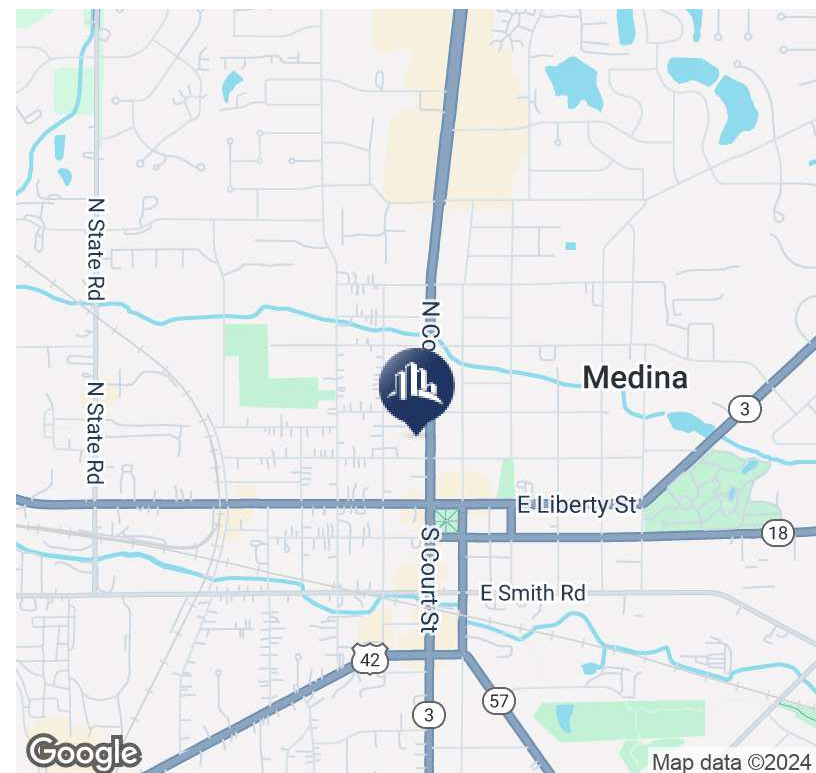 N State Rd
N Co
Medina
3
N State Rd
E Liberty St
18
S Court St
E Smith Rd
42
57
3
Google
Map data ©2024